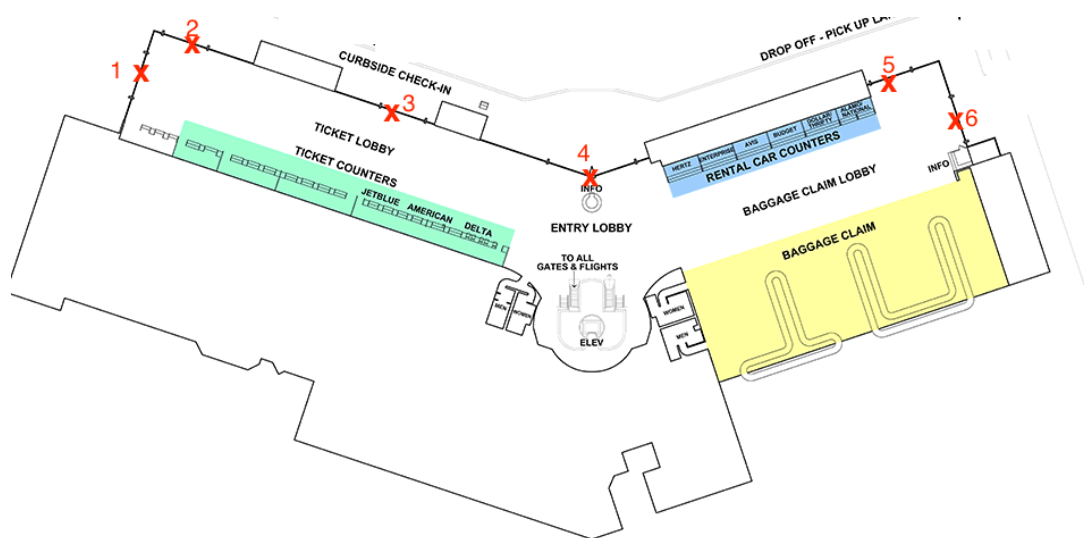 1
2
3
4
5
6
CURBSIDE CHECK-IN
DROP OFF - PICK UP LA
TICKET LOBBY
TICKET COUNTERS
JETBLUE AMERICAN DELTA
INFO
ENTRY LOBBY
TO ALL
GATES & FLIGHTS
ELEV
MEN
WOMEN
WOMEN
MEN
HERTZ
ENTERPRISE
AVIS
BUDGET
DOLLAR/
THRIFTY
ALAMO/
NATIONAL
RENTAL CAR COUNTERS
BAGGAGE CLAIM LOBBY
INFO
BAGGAGE CLAIM